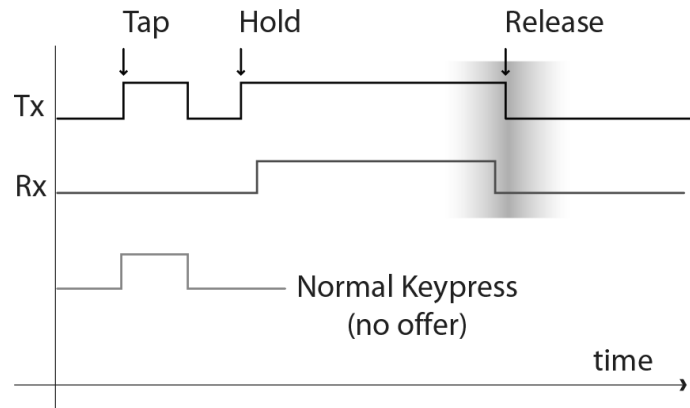 Tap
Hold
Release
Tx
Rx
Normal Keypress
(no offer)
time